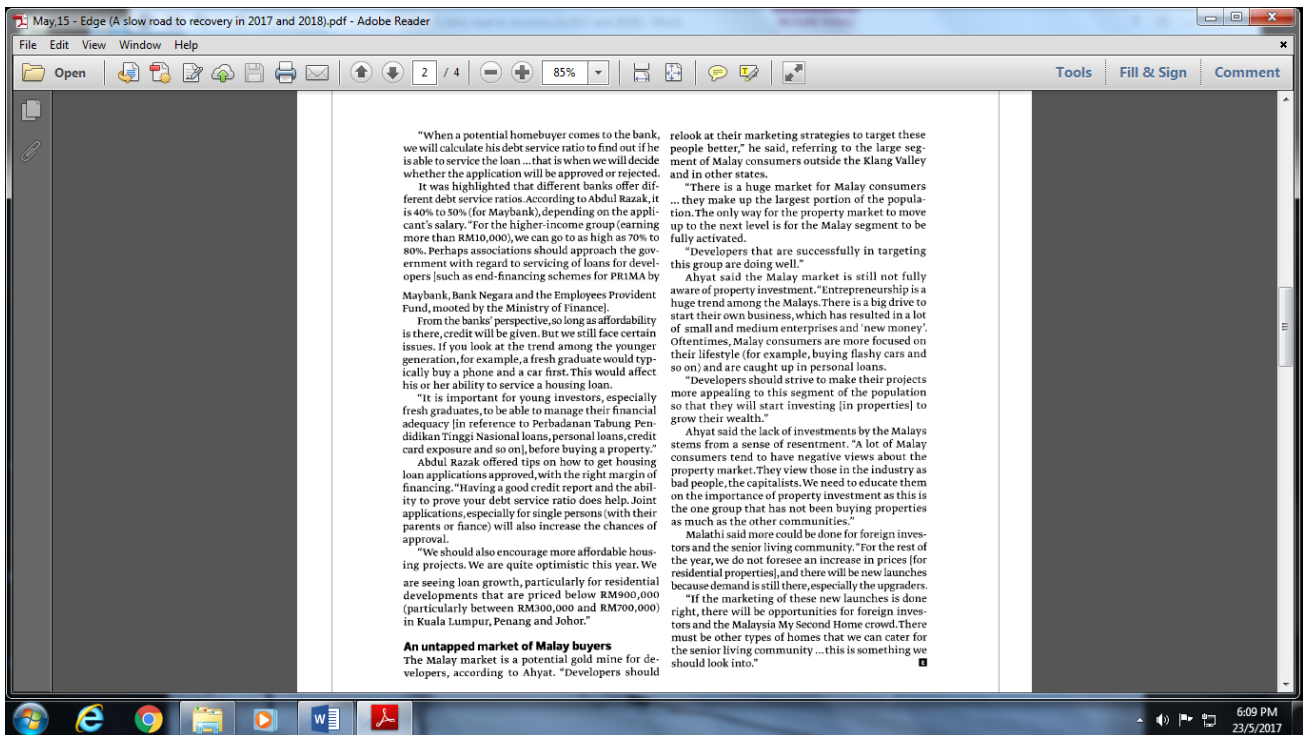 May,15 - Edge (A slow road to recovery in 2017 and 2018).pdf - Adobe Reader
File Edit View Window Help
Open 2 / 4 85% Tools Fill & Sign Comment
“When a potential homebuyer comes to the bank,
we will calculate his debt service ratio to find out if he
is able to service the loan ... that is when we will decide
whether the application will be approved or rejected.
It was highlighted that different banks offer dif-
ferent debt service ratios. According to Abdul Razak, it
is 40% to 50% (for Maybank), depending on the appli-
cant’s salary. “For the higher-income group (earning
more than RM10,000), we can go to as high as 70% to
80%. Perhaps associations should approach the gov-
ernment with regard to servicing of loans for devel-
opers [such as end-financing schemes for PR1MA by
Maybank, Bank Negara and the Employees Provident
Fund, mooted by the Ministry of Finance].
From the banks’ perspective, so long as affordability
is there, credit will be given. But we still face certain
issues. If you look at the trend among the younger
generation, for example, a fresh graduate would typ-
ically buy a phone and a car first. This would affect
his or her ability to service a housing loan.
“It is important for young investors, especially
fresh graduates, to be able to manage their financial
adequacy [in reference to Perbadanan Tabung Pen-
didikan Tinggi Nasional loans, personal loans, credit
card exposure and so on], before buying a property.”
Abdul Razak offered tips on how to get housing
loan applications approved, with the right margin of
financing. “Having a good credit report and the abil-
ity to prove your debt service ratio does help. Joint
applications, especially for single persons (with their
parents or fiance) will also increase the chances of
approval.
“We should also encourage more affordable hous-
ing projects. We are quite optimistic this year. We
are seeing loan growth, particularly for residential
developments that are priced below RM900,000
(particularly between RM300,000 and RM700,000)
in Kuala Lumpur, Penang and Johor.”
An untapped market of Malay buyers
The Malay market is a potential gold mine for de-
velopers, according to Ahyat. “Developers should
relook at their marketing strategies to target these
people better,” he said, referring to the large seg-
ment of Malay consumers outside the Klang Valley
and in other states.
“There is a huge market for Malay consumers
... they make up the largest portion of the popula-
tion. The only way for the property market to move
up to the next level is for the Malay segment to be
fully activated.
“Developers that are successfully in targeting
this group are doing well.”
Ahyat said the Malay market is still not fully
aware of property investment. “Entrepreneurship is a
huge trend among the Malays. There is a big drive to
start their own business, which has resulted in a lot
of small and medium enterprises and ‘new money’.
Oftentimes, Malay consumers are more focused on
their lifestyle (for example, buying flashy cars and
so on) and are caught up in personal loans.
“Developers should strive to make their projects
more appealing to this segment of the population
so that they will start investing [in properties] to
grow their wealth.”
Ahyat said the lack of investments by the Malays
stems from a sense of resentment. “A lot of Malay
consumers tend to have negative views about the
property market. They view those in the industry as
bad people, the capitalists. We need to educate them
on the importance of property investment as this is
the one group that has not been buying properties
as much as the other communities.”
Malathi said more could be done for foreign inves-
tors and the senior living community. “For the rest of
the year, we do not foresee an increase in prices [for
residential properties], and there will be new launches
because demand is still there, especially the upgraders.
“If the marketing of these new launches is done
right, there will be opportunities for foreign inves-
tors and the Malaysia My Second Home crowd. There
must be other types of homes that we can cater for
the senior living community ... this is something we
should look into.” E
6:09 PM
23/5/2017